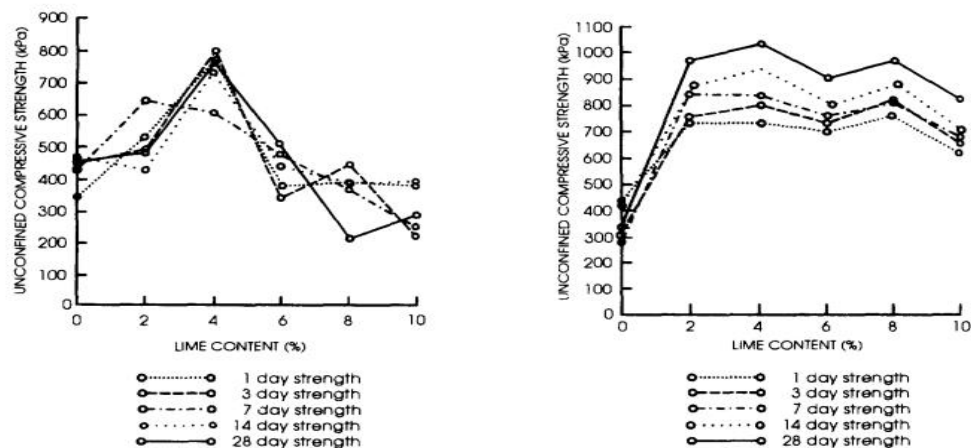 UNCONFINED COMPRESSIVE STRENGTH (kPa)
900
800
700
600
500
400
300
200
100
0
0 2 4 6 8 10
LIME CONTENT (%)
1 day strength
3 day strength
7 day strength
14 day strength
28 day strength
UNCONFINED COMPRESSIVE STRENGTH (kPa)
1100
1000
900
800
700
600
500
400
300
200
100
0
0 2 4 6 8 10
LIME CONTENT (%)
1 day strength
3 day strength
7 day strength
14 day strength
28 day strength